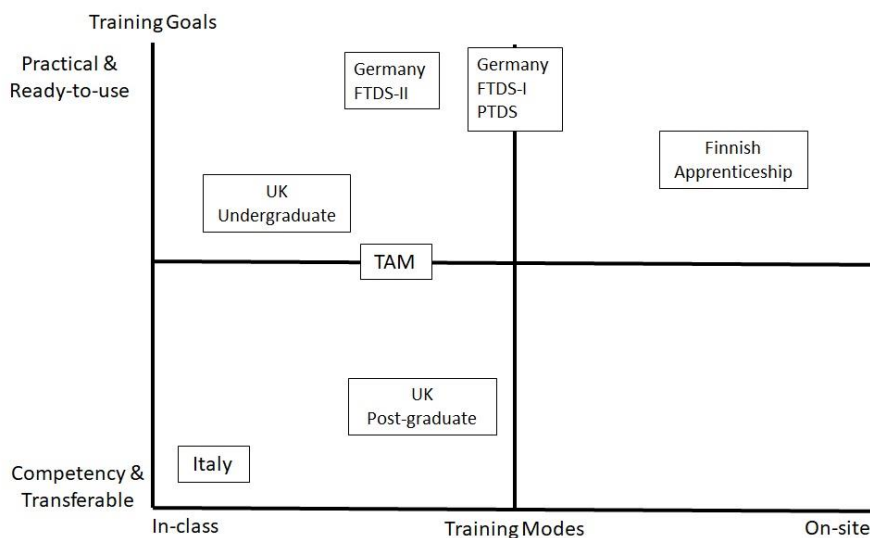 Training Goals
Practical &
Ready-to-use
Germany
FTDS-II
Germany
FTDS-I
PTDS
Finnish
Apprenticeship
UK
Undergraduate
TAM
UK
Post-graduate
Italy
Competency &
Transferable
In-class
Training Modes
On-site